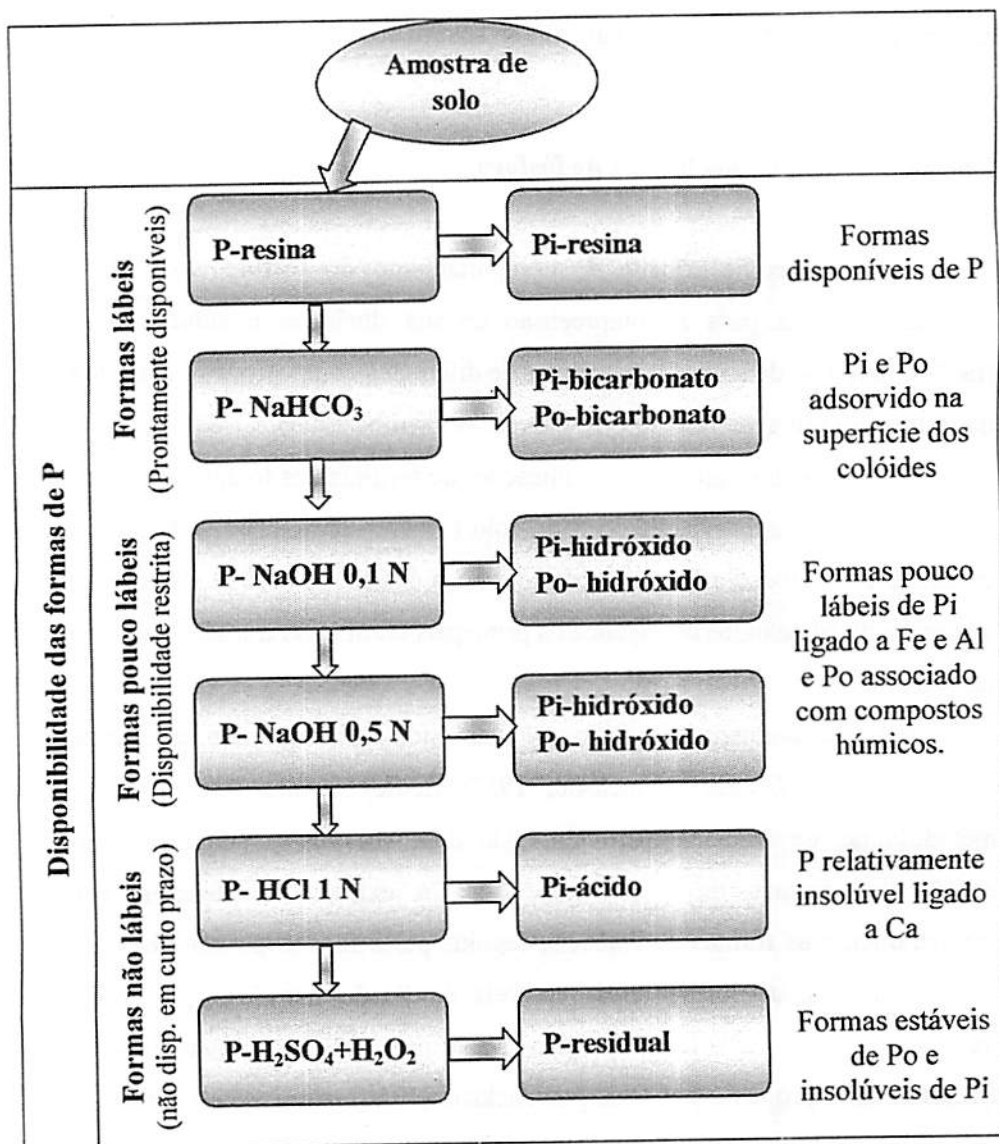 Amostra de
solo
Disponibilidade das formas de P
Formas lábeis
(Prontamente disponíveis)
P-resina
Pi-resina
Formas
disponíveis de P
P- NaHCO₃
Pi-bicarbonato
Po-bicarbonato
Pi e Po
adsorvido na
superfície dos
colóides
Formas pouco lábeis
(Disponibilidade restrita)
P- NaOH 0,1 N
Pi-hidróxido
Po- hidróxido
Formas pouco
lábeis de Pi
ligado a Fe e Al
e Po associado
com compostos
húmicos.
P- NaOH 0,5 N
Pi-hidróxido
Po- hidróxido
Formas não lábeis
(não disp. em curto prazo)
P- HCl 1 N
Pi-ácido
P relativamente
insolúvel ligado
a Ca
P-H₂SO₄+H₂O₂
P-residual
Formas estáveis
de Po e
insolúveis de Pi